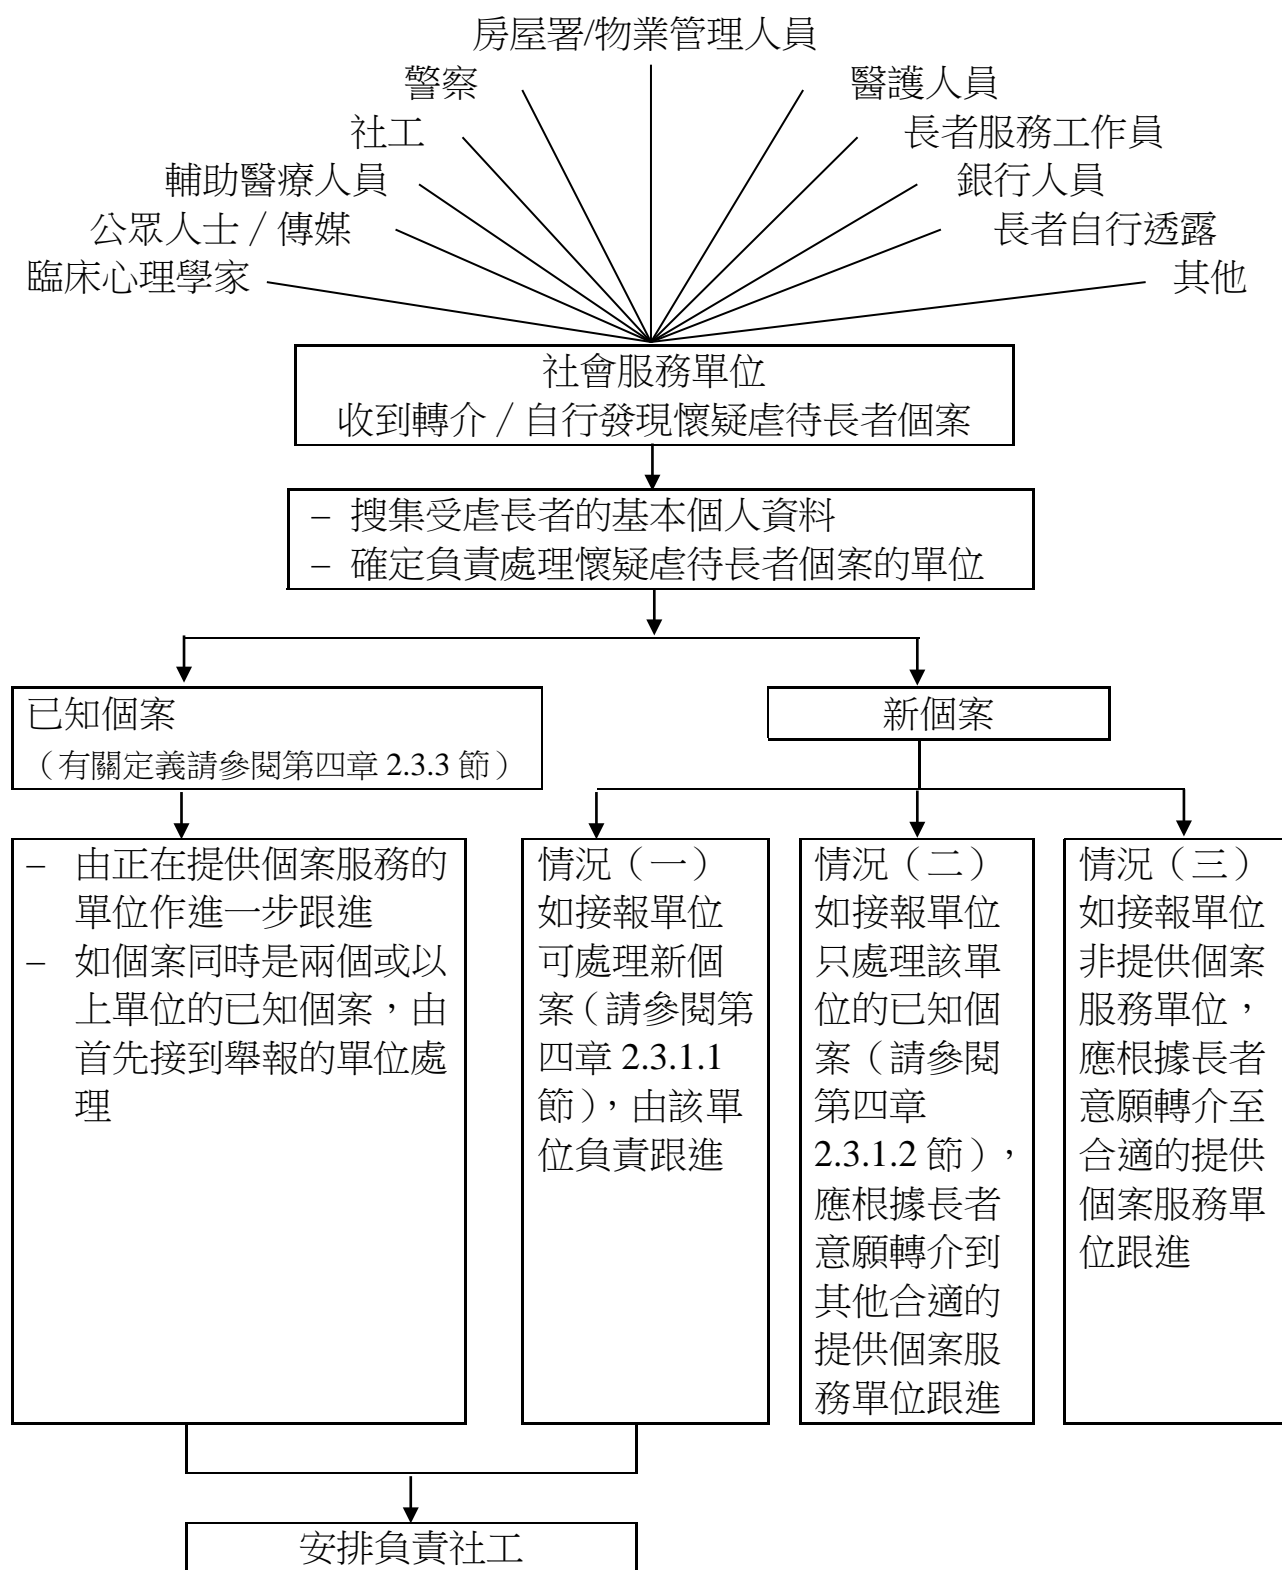 房屋署/物業管理人員
警察
醫護人員
社工
長者服務工作員
輔助醫療人員
銀行人員
公眾人士／傳媒
長者自行透露
臨床心理學家
其他
社會服務單位
收到轉介／自行發現懷疑虐待長者個案
– 搜集受虐長者的基本個人資料
– 確定負責處理懷疑虐待長者個案的單位
已知個案
（有關定義請參閱第四章 2.3.3 節）
新個案
– 由正在提供個案服務的
單位作進一步跟進
– 如個案同時是兩個或以
上單位的已知個案，由
首先接到舉報的單位處
理
情況（一）
如接報單位
可處理新個
案（請參閱第
四章 2.3.1.1
節），由該單
位負責跟進
情況（二）
如接報單位
只處理該單
位的已知個
案（請參閱
第四章
2.3.1.2 節），
應根據長者
意願轉介到
其他合適的
提供個案服
務單位跟進
情況（三）
如接報單位
非提供個案
服務單位，
應根據長者
意願轉介至
合適的提供
個案服務單
位跟進
安排負責社工